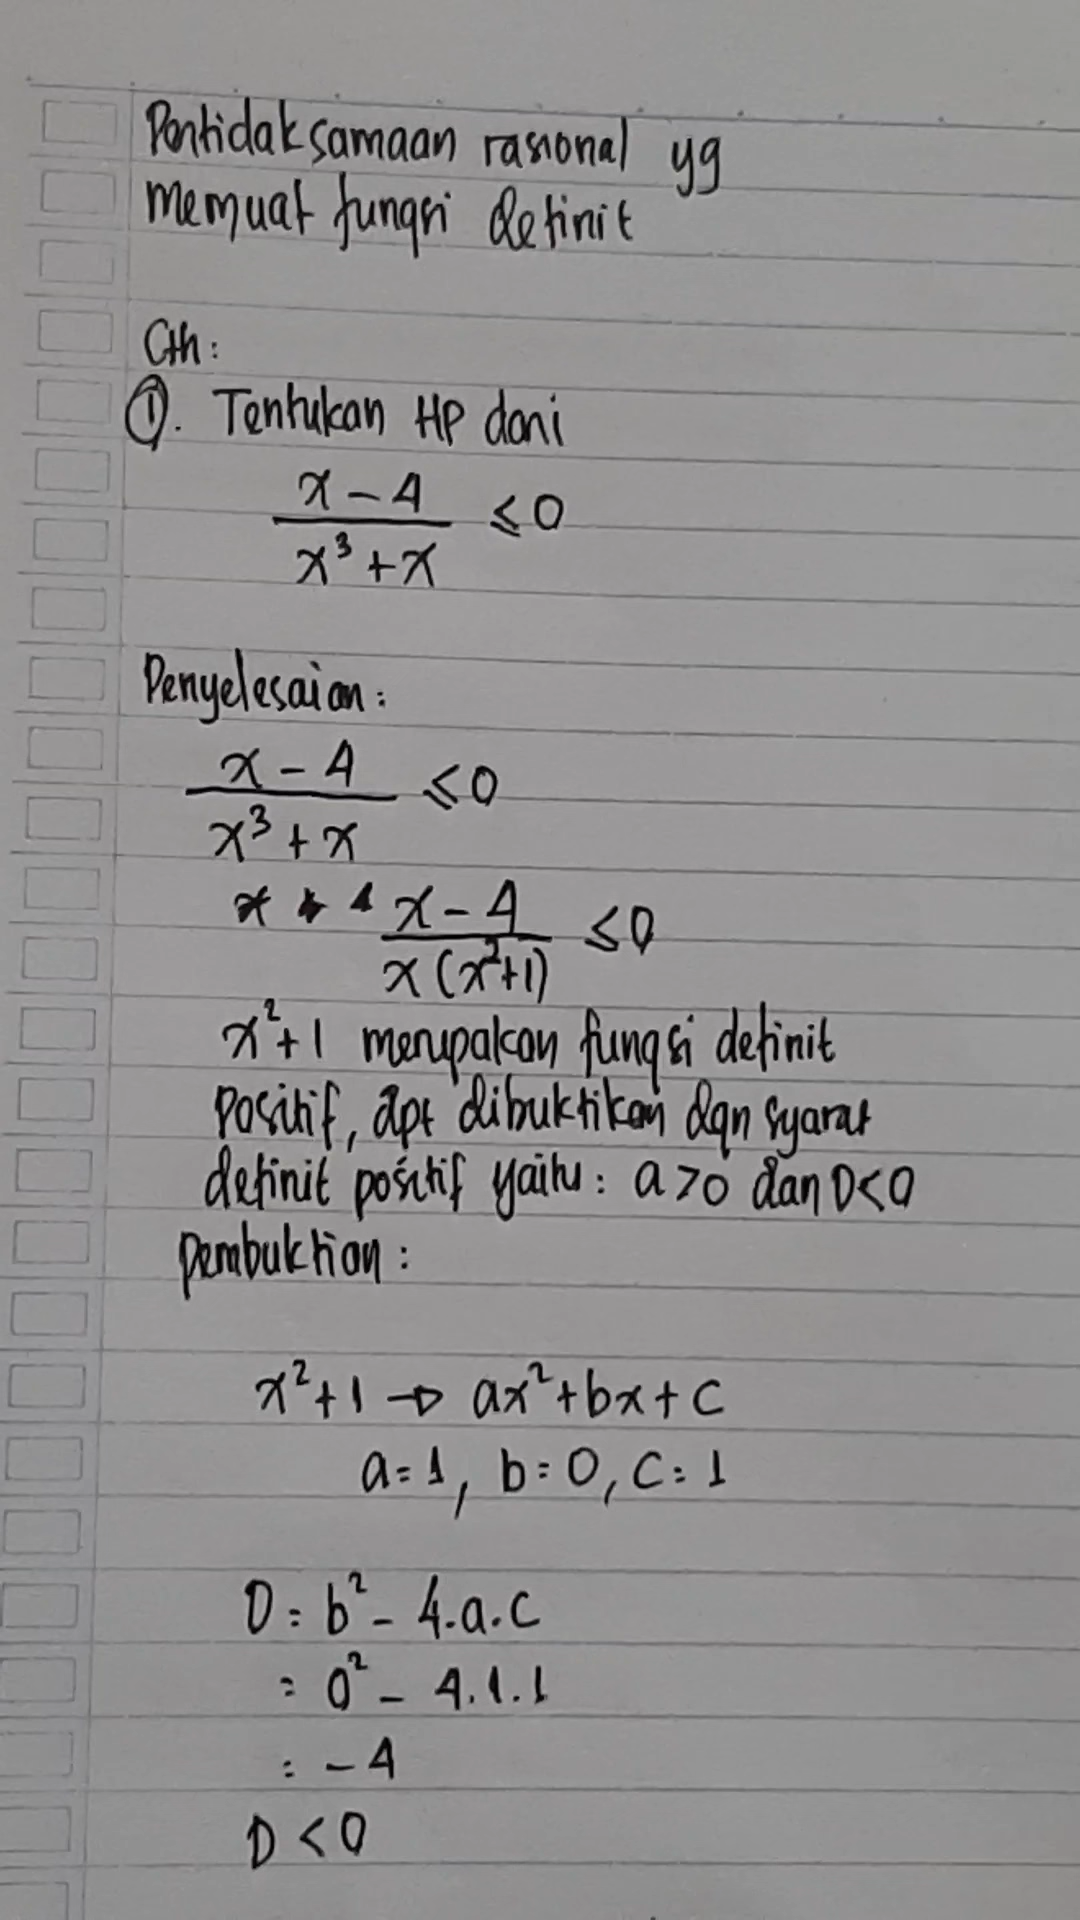 Pertidaksamaan rasional yg
memuat fungsi definit
Cth:
①. Tentukan HP dari
x - 4 / x³ + x ≤ 0
Penyelesaian:
x - 4 / x³ + x ≤ 0
x - 4 / x (x²+1) ≤ 0
x²+1 merupakan fungsi definit
positif, dpt dibuktikan dgn syarat
definit positif yaitu: a>0 dan D<0
Pembuktian:
x²+1 → ax²+bx+c
a=1, b=0, c=1
D = b² - 4.a.c
= 0² - 4.1.1
= -4
D < 0